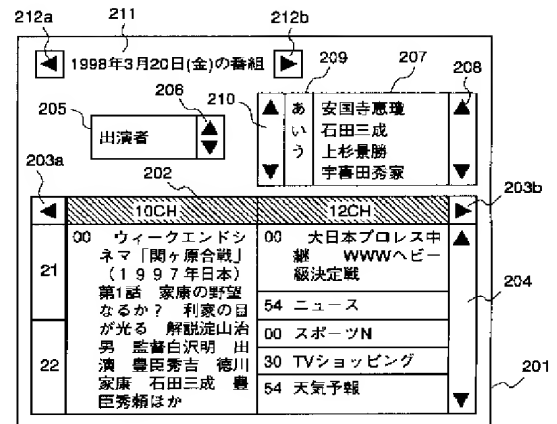 212a
211
212b
◀ 1998年3月20日(金)の番組 ▶
205
206
出演者
▲
▼
210
209
207
208
▲
▼
あ
い
う
安国寺恵瓊
石田三成
上杉景勝
宇喜田秀家
▲
▼
203a
202
203b
◀ 10CH 12CH ▶
21
22
00 ウィークエンドシ
ネマ「関ヶ原合戦」
(1997年日本)
第1話 家康の野望
なるか? 利家の目
が光る 解説淀山治
男 監督白沢明 出
演 豊臣秀吉 徳川
家康 石田三成 豊
臣秀頼ほか
00 大日本プロレス中
継 WWWヘビー
級決定戦
54 ニュース
00 スポーツN
30 TVショッピング
54 天気予報
▲
▼
204
201